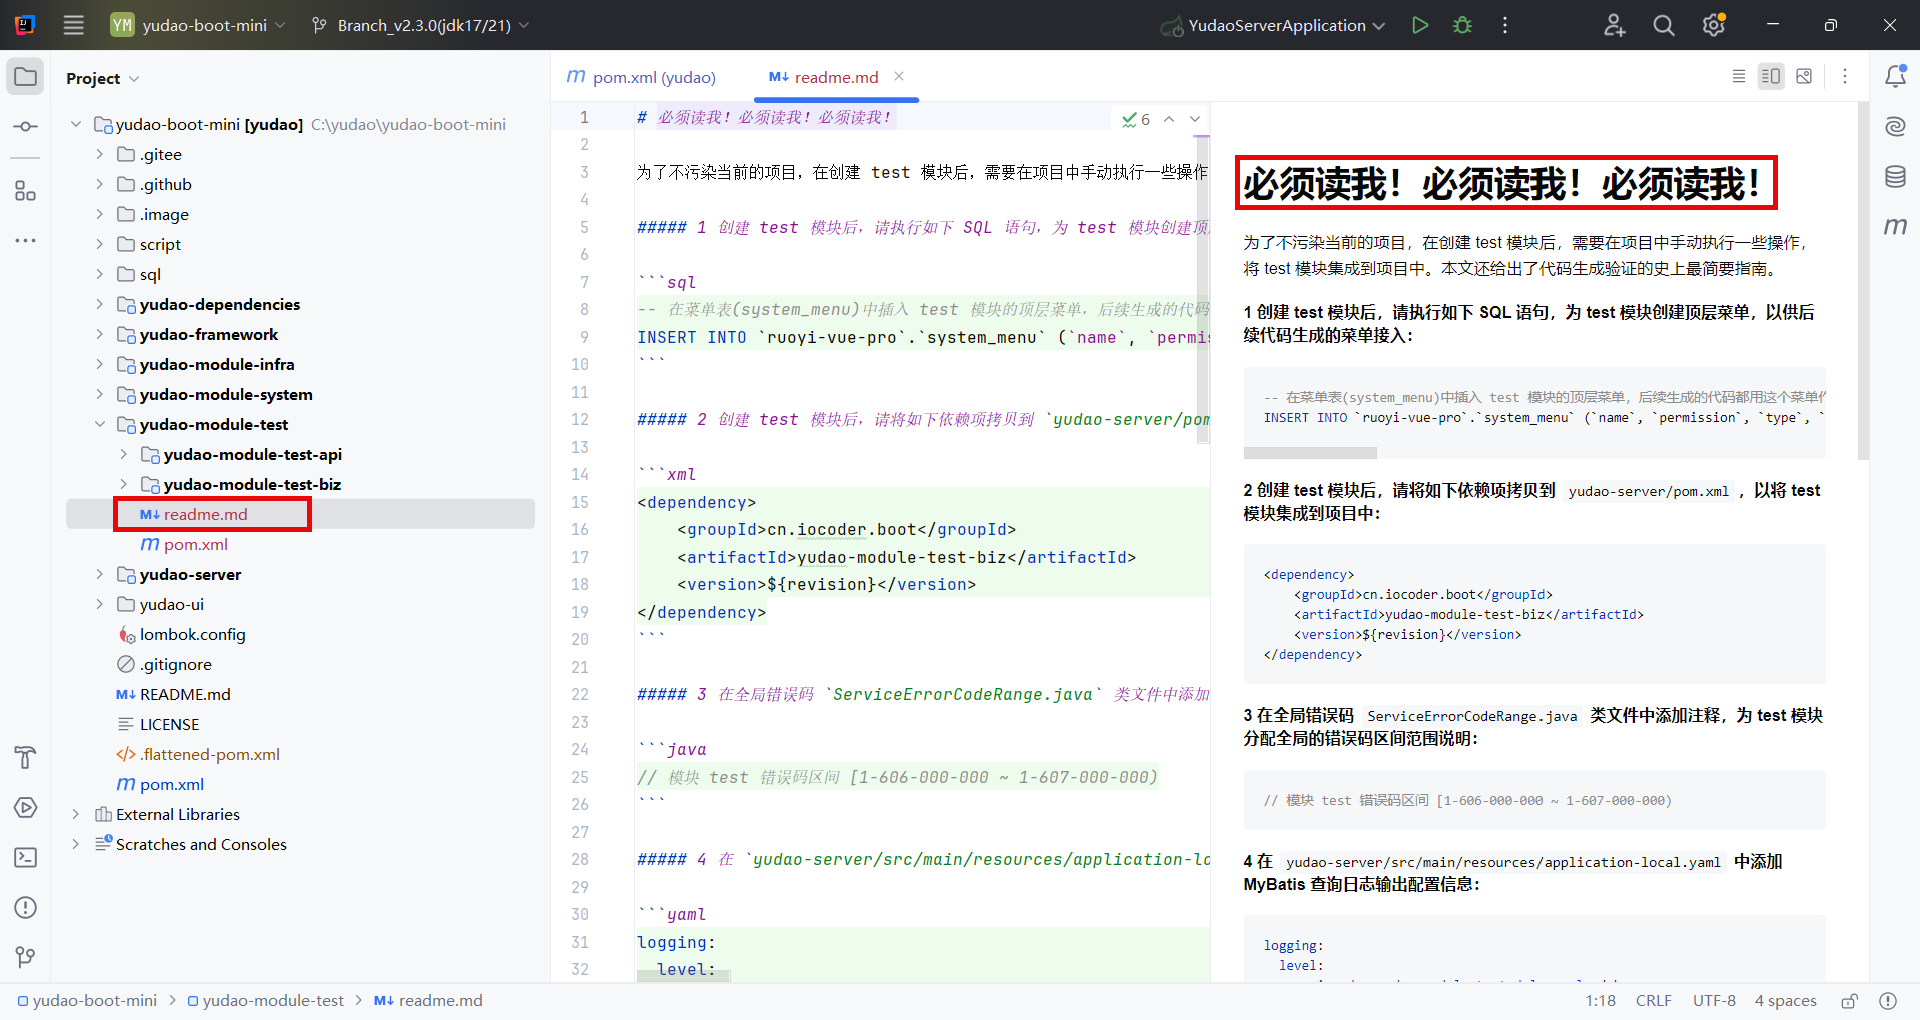 YM yudao-boot-mini Branch_v2.3.0(jdk17/21) YudaoServerApplication
Project
yudao-boot-mini [yudao] C:\yudao\yudao-boot-mini
.gitee
.github
.image
script
sql
yudao-dependencies
yudao-framework
yudao-module-infra
yudao-module-system
yudao-module-test
yudao-module-test-api
yudao-module-test-biz
M↓ readme.md
m pom.xml
yudao-server
yudao-ui
lombok.config
.gitignore
M↓ README.md
LICENSE
</> .flattened-pom.xml
m pom.xml
External Libraries
Scratches and Consoles
m pom.xml (yudao) M↓ readme.md
6
1 # 必须读我！必须读我！必须读我！
2
3 为了不污染当前的项目，在创建 test 模块后，需要在项目中手动执行一些操作
4
5 ##### 1 创建 test 模块后，请执行如下 SQL 语句，为 test 模块创建顶
6
7 ```sql
8 -- 在菜单表(system_menu)中插入 test 模块的顶层菜单，后续生成的代码
9 INSERT INTO `ruoyi-vue-pro`.`system_menu` (`name`, `permis
10 ```
11
12 ##### 2 创建 test 模块后，请将如下依赖项拷贝到 `yudao-server/pom
13
14 ```xml
15 <dependency>
16 <groupId>cn.iocoder.boot</groupId>
17 <artifactId>yudao-module-test-biz</artifactId>
18 <version>${revision}</version>
19 </dependency>
20 ```
21
22 ##### 3 在全局错误码 `ServiceErrorCodeRange.java` 类文件中添加
23
24 ```java
25 // 模块 test 错误码区间 [1-606-000-000 ~ 1-607-000-000)
26 ```
27
28 ##### 4 在 `yudao-server/src/main/resources/application-lo
29
30 ```yaml
31 logging:
32 level:
必须读我！必须读我！必须读我！
为了不污染当前的项目，在创建 test 模块后，需要在项目中手动执行一些操作，
将 test 模块集成到项目中。本文还给出了代码生成验证的史上最简要指南。
1 创建 test 模块后，请执行如下 SQL 语句，为 test 模块创建顶层菜单，以供后
续代码生成的菜单接入：
-- 在菜单表(system_menu)中插入 test 模块的顶层菜单，后续生成的代码都用这个菜单作
INSERT INTO `ruoyi-vue-pro`.`system_menu` (`name`, `permission`, `type`, `
2 创建 test 模块后，请将如下依赖项拷贝到 yudao-server/pom.xml ，以将 test
模块集成到项目中：
<dependency>
<groupId>cn.iocoder.boot</groupId>
<artifactId>yudao-module-test-biz</artifactId>
<version>${revision}</version>
</dependency>
3 在全局错误码 ServiceErrorCodeRange.java 类文件中添加注释，为 test 模块
分配全局的错误码区间范围说明：
// 模块 test 错误码区间 [1-606-000-000 ~ 1-607-000-000)
4 在 yudao-server/src/main/resources/application-local.yaml 中添加
MyBatis 查询日志输出配置信息：
logging:
level:
m
yudao-boot-mini > yudao-module-test > M↓ readme.md 1:18 CRLF UTF-8 4 spaces